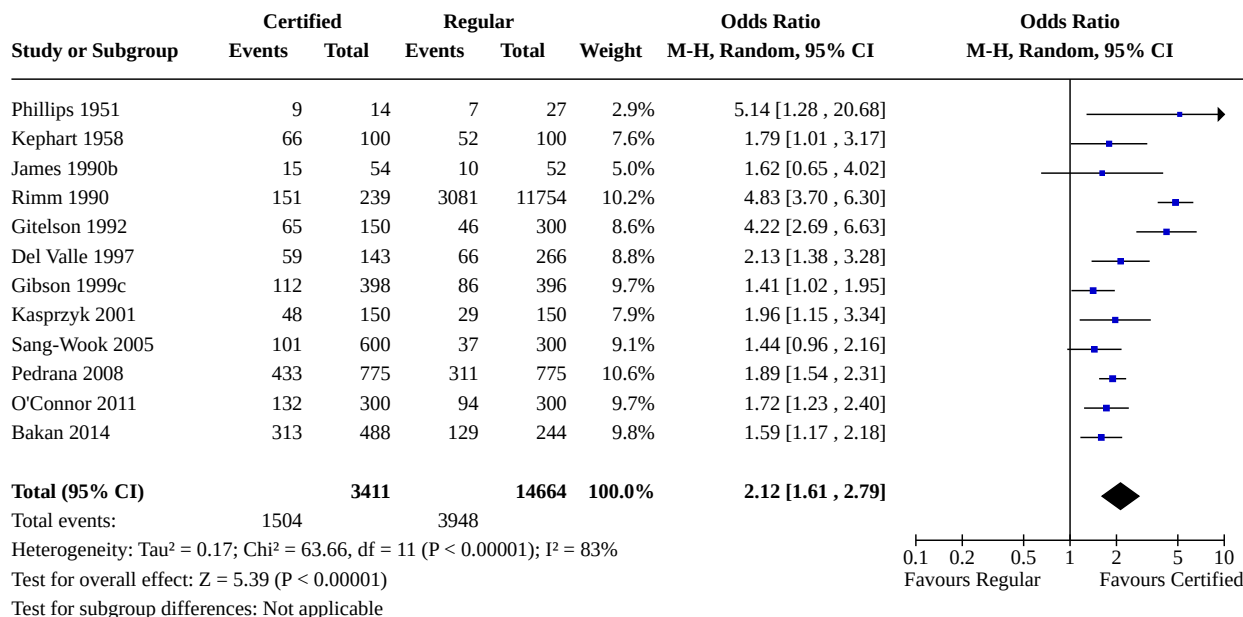 Certified Regular Odds Ratio Odds Ratio
Study or Subgroup Events Total Events Total Weight M-H, Random, 95% CI M-H, Random, 95% CI
Phillips 1951 9 14 7 27 2.9% 5.14 [1.28 , 20.68]
Kephart 1958 66 100 52 100 7.6% 1.79 [1.01 , 3.17]
James 1990b 15 54 10 52 5.0% 1.62 [0.65 , 4.02]
Rimm 1990 151 239 3081 11754 10.2% 4.83 [3.70 , 6.30]
Gitelson 1992 65 150 46 300 8.6% 4.22 [2.69 , 6.63]
Del Valle 1997 59 143 66 266 8.8% 2.13 [1.38 , 3.28]
Gibson 1999c 112 398 86 396 9.7% 1.41 [1.02 , 1.95]
Kasprzyk 2001 48 150 29 150 7.9% 1.96 [1.15 , 3.34]
Sang-Wook 2005 101 600 37 300 9.1% 1.44 [0.96 , 2.16]
Pedrana 2008 433 775 311 775 10.6% 1.89 [1.54 , 2.31]
O'Connor 2011 132 300 94 300 9.7% 1.72 [1.23 , 2.40]
Bakan 2014 313 488 129 244 9.8% 1.59 [1.17 , 2.18]
Total (95% CI) 3411 14664 100.0% 2.12 [1.61 , 2.79]
Total events: 1504 3948
Heterogeneity: Tau² = 0.17; Chi² = 63.66, df = 11 (P < 0.00001); I² = 83%
0.1 0.2 0.5 1 2 5 10
Test for overall effect: Z = 5.39 (P < 0.00001)
Favours Regular Favours Certified
Test for subgroup differences: Not applicable